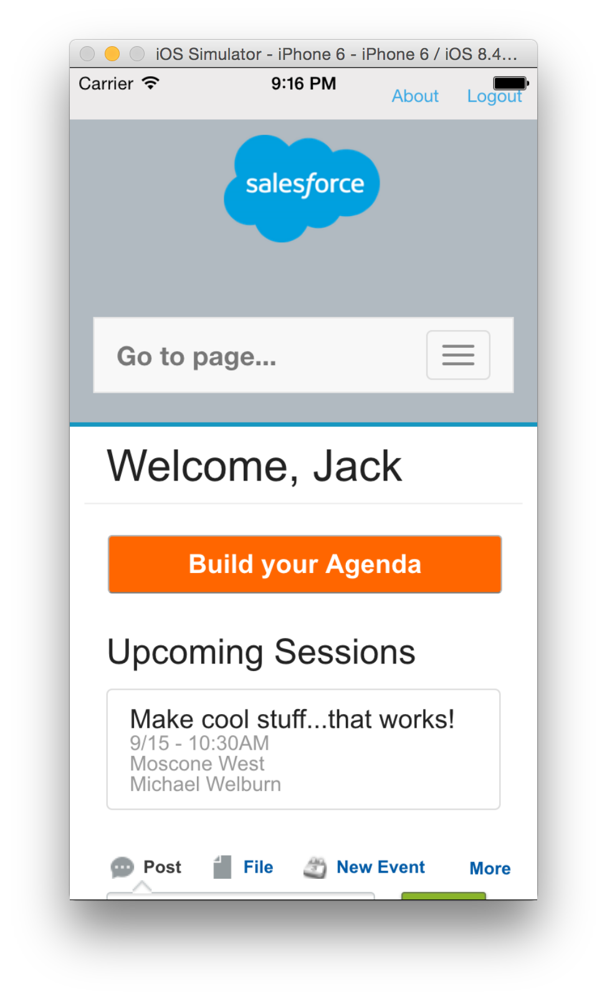 iOS Simulator - iPhone 6 - iPhone 6 / iOS 8.4...
Carrier 9:16 PM
About Logout
salesforce
Go to page...
Welcome, Jack
Build your Agenda
Upcoming Sessions
Make cool stuff...that works!
9/15 - 10:30AM
Moscone West
Michael Welburn
Post File New Event More